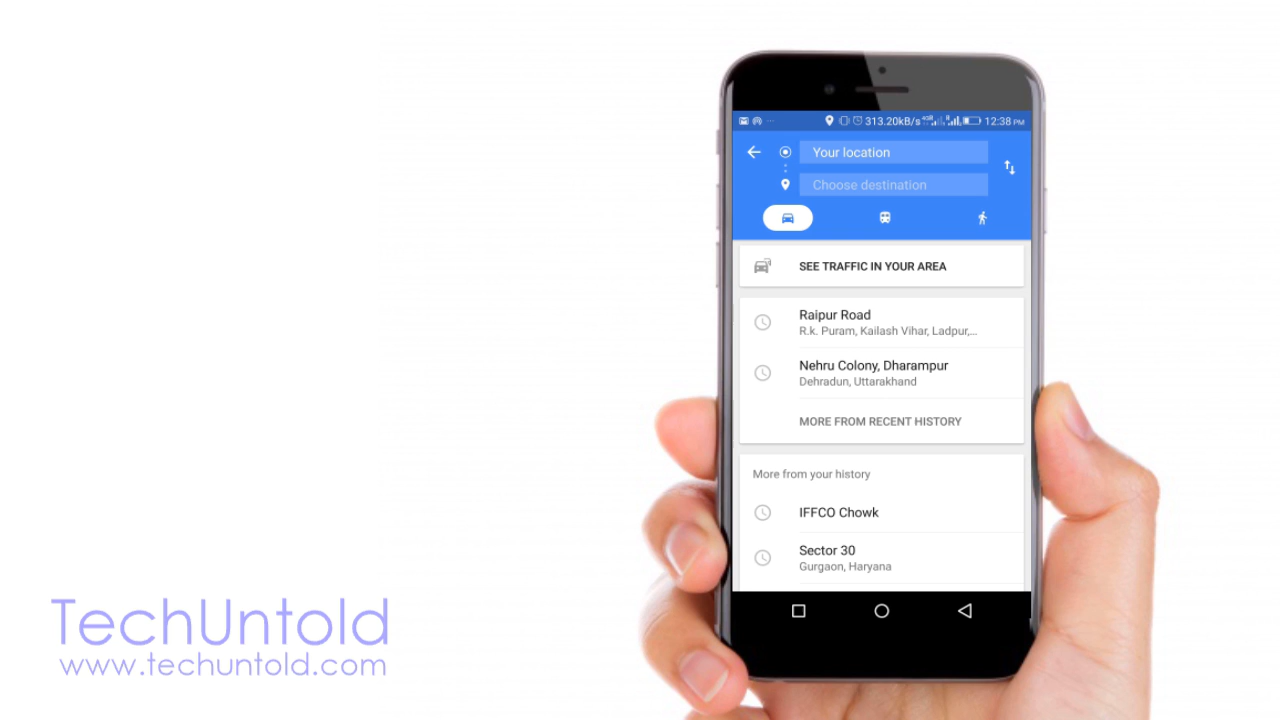 313.20kB/s 12:38 PM
Your location
Choose destination
SEE TRAFFIC IN YOUR AREA
Raipur Road
R.k. Puram, Kailash Vihar, Ladpur,...
Nehru Colony, Dharampur
Dehradun, Uttarakhand
MORE FROM RECENT HISTORY
More from your history
IFFCO Chowk
Sector 30
Gurgaon, Haryana
TechUntold
www.techuntold.com